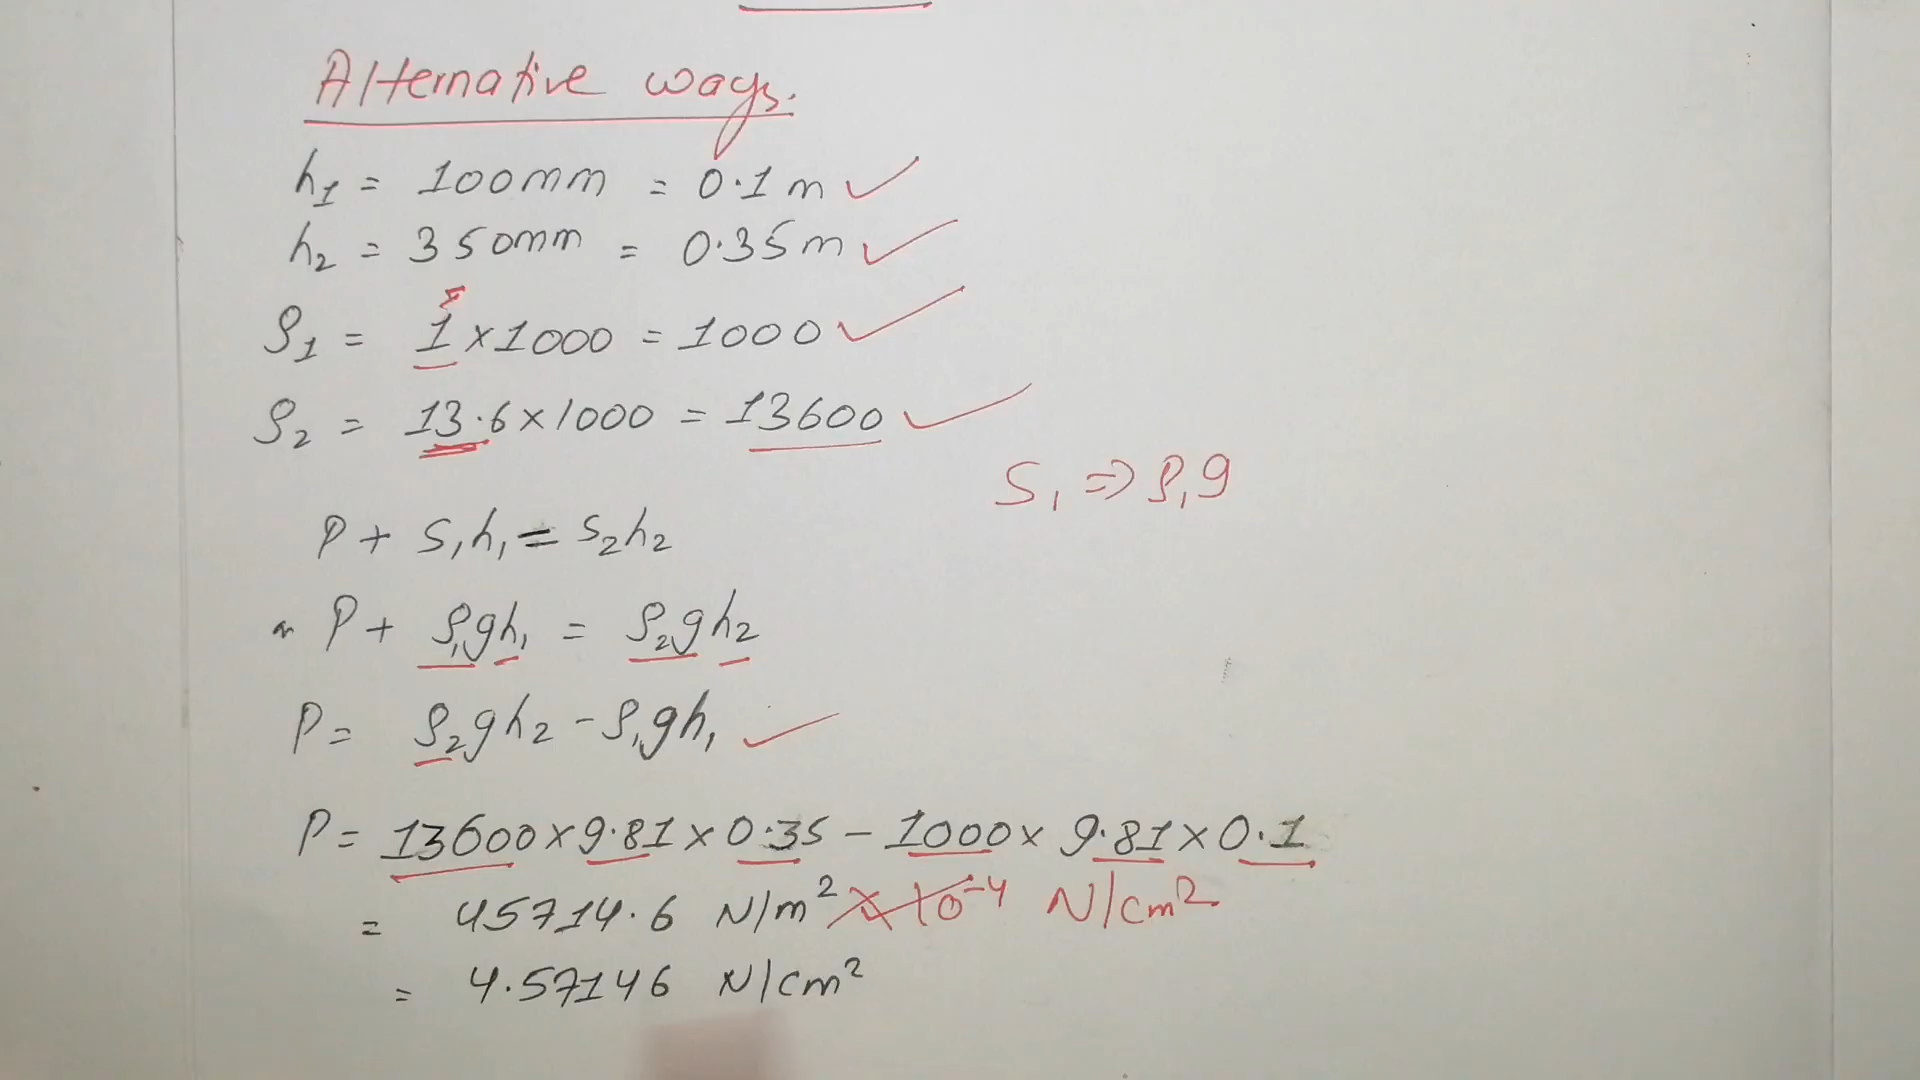 Alternative ways.
h1 = 100mm = 0.1m ✓
h2 = 350mm = 0.35m ✓
ρ1 = 1×1000 = 1000 ✓
ρ2 = 13.6×1000 = 13600 ✓
S1 ⇒ ρ1g
P + S1h1 = S2h2
P + ρ1gh1 = ρ2gh2
P = ρ2gh2 - ρ1gh1 ✓
P = 13600×9.81×0.35 - 1000×9.81×0.1
= 45714.6 N/m² × 10⁻⁴ N/cm²
= 4.57146 N/cm²